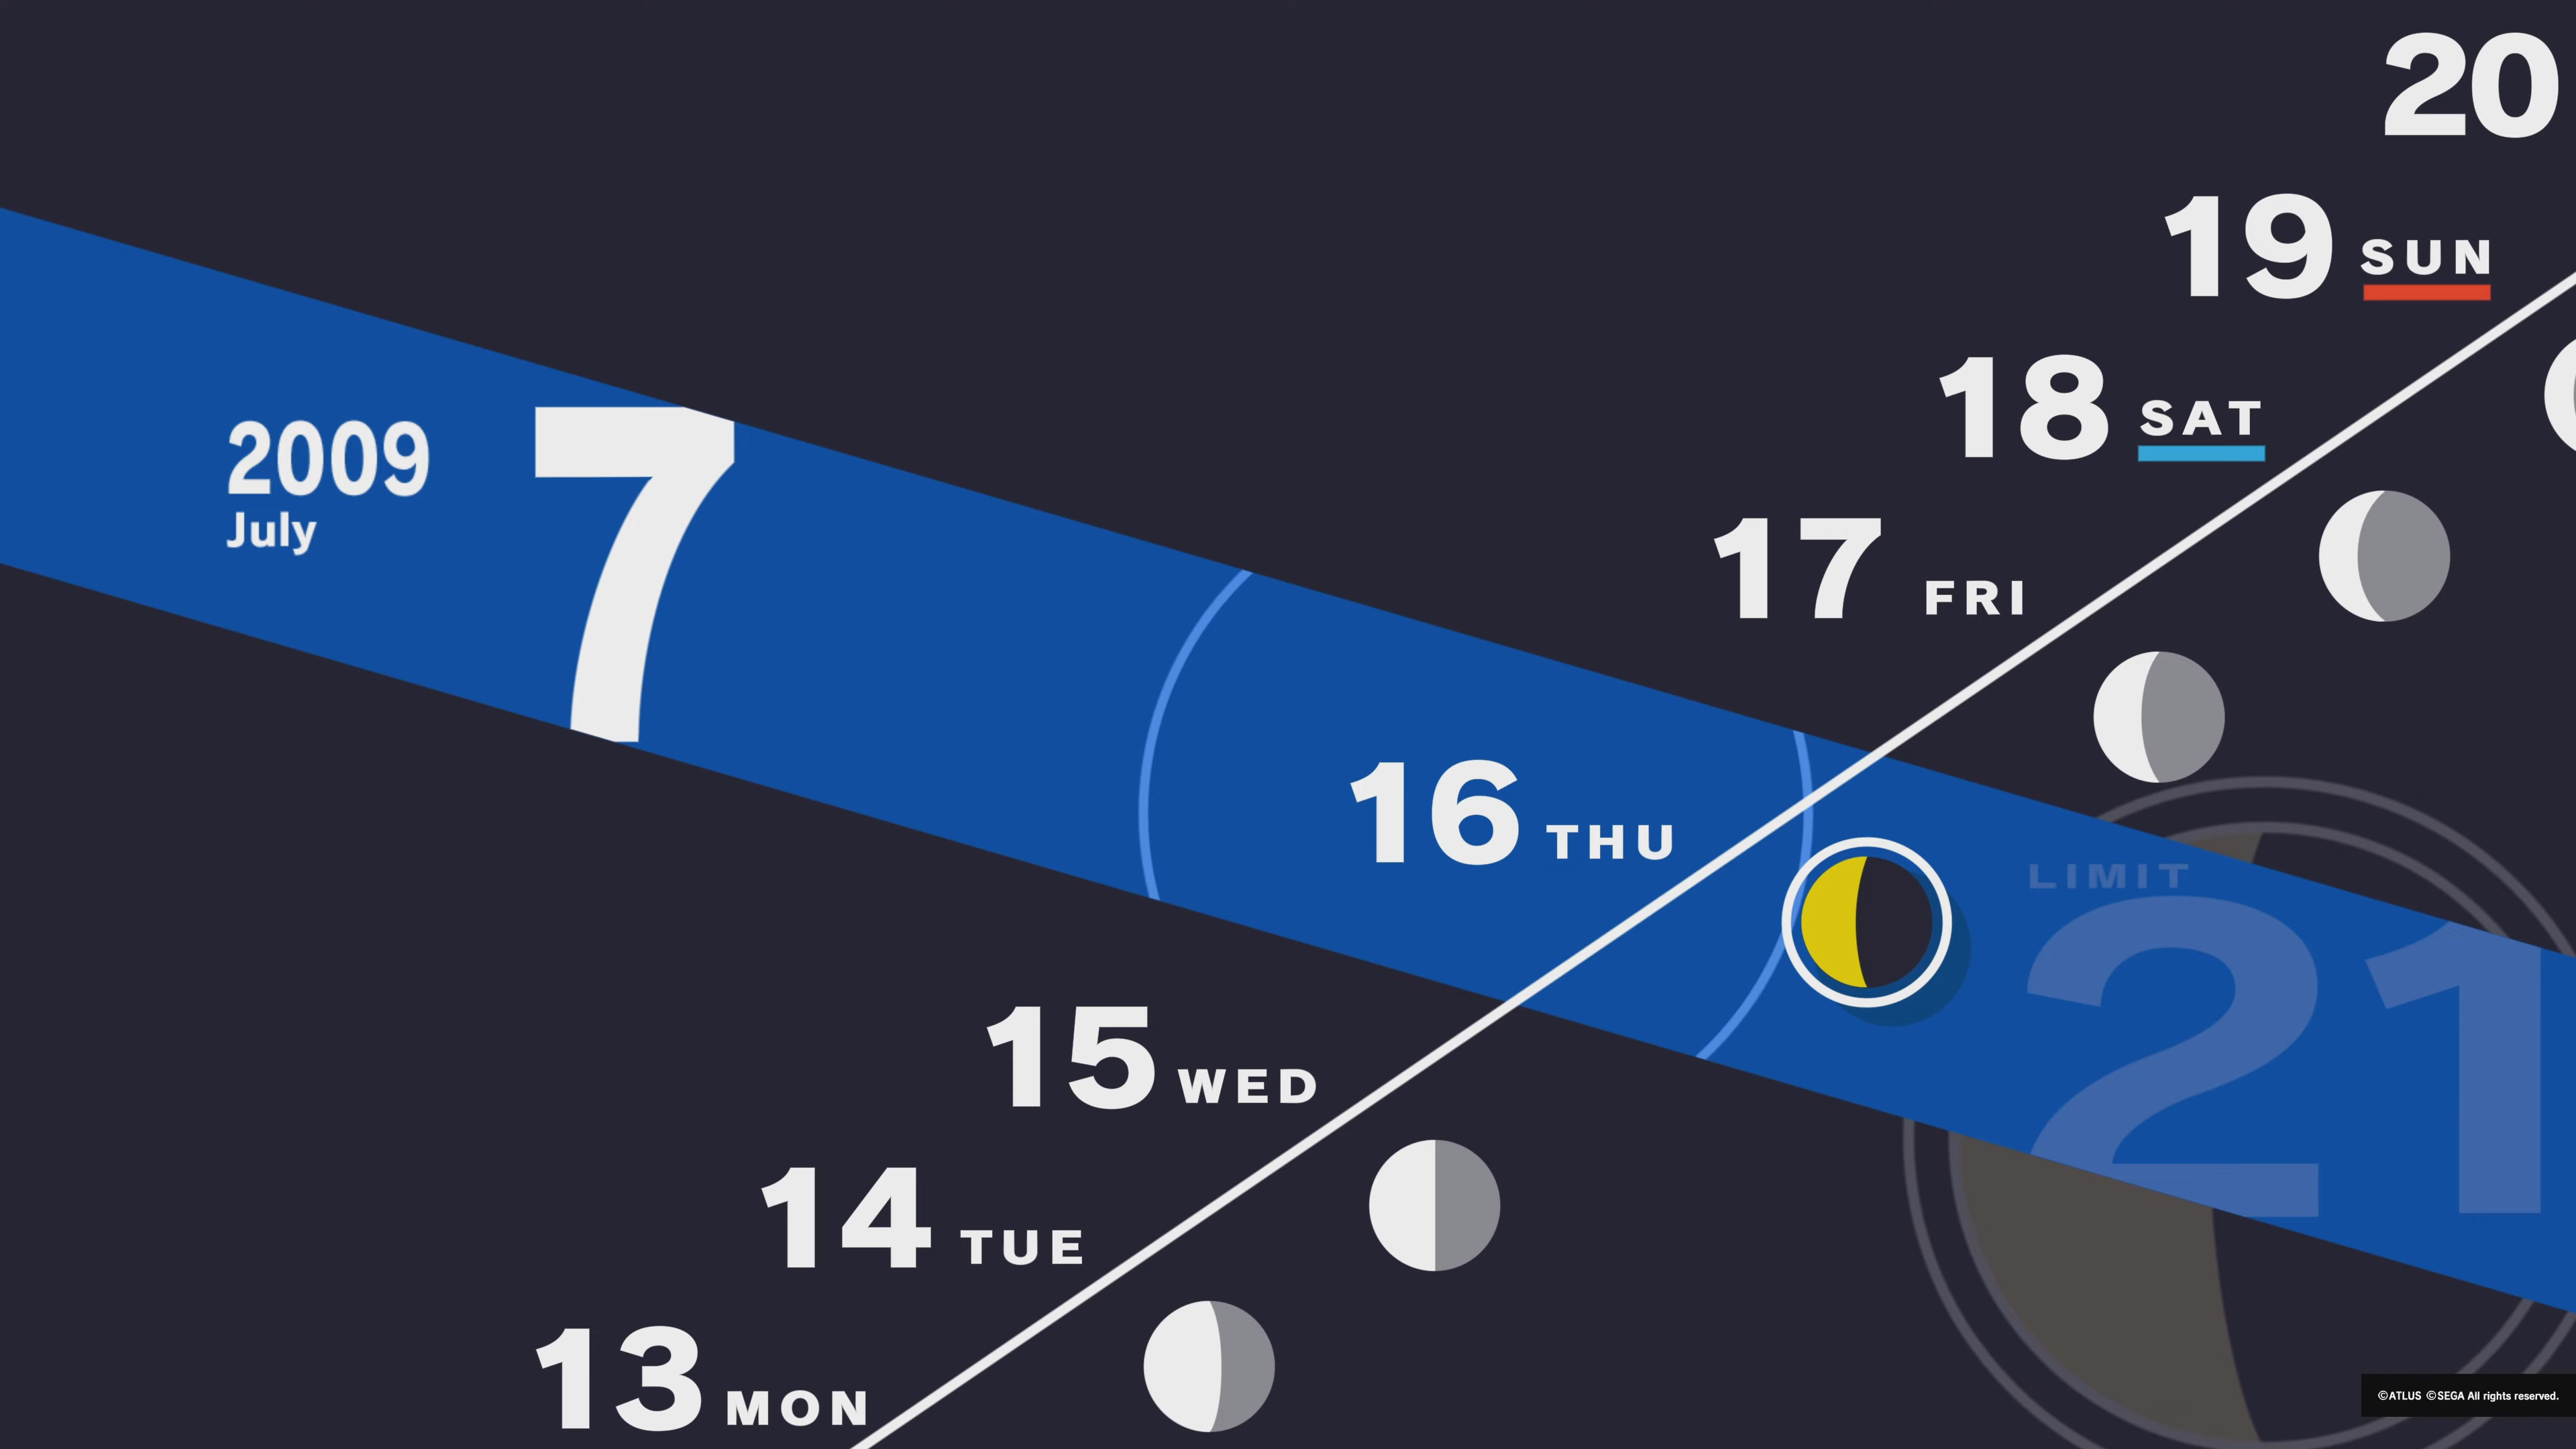 2009
July
7
20
19 SUN
18 SAT
17 FRI
16 THU
15 WED
14 TUE
13 MON
LIMIT
21
©ATLUS ©SEGA All rights reserved.